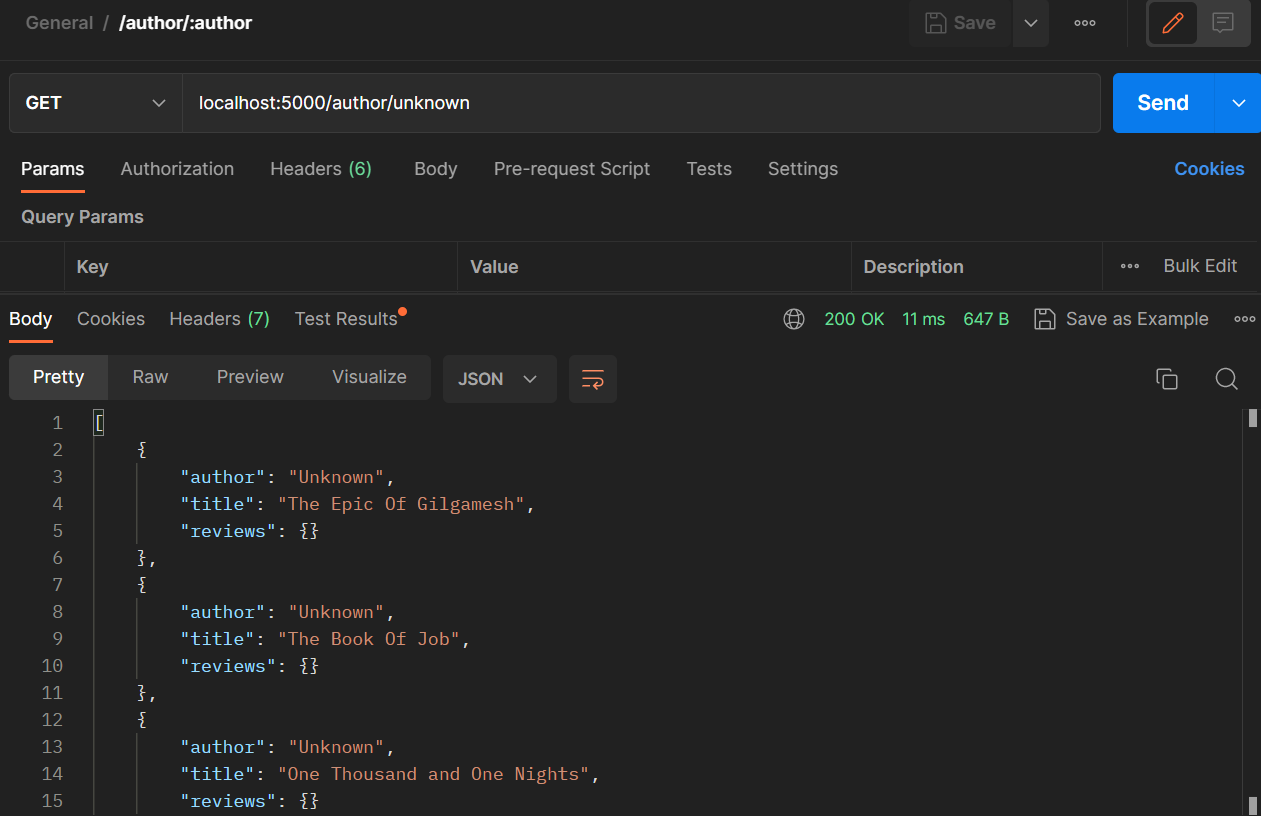 General / /author/:author Save
GET localhost:5000/author/unknown Send
Params Authorization Headers (6) Body Pre-request Script Tests Settings Cookies
Query Params
Key Value Description Bulk Edit
Body Cookies Headers (7) Test Results 200 OK 11 ms 647 B Save as Example
Pretty Raw Preview Visualize JSON
1 [
2 {
3 "author": "Unknown",
4 "title": "The Epic Of Gilgamesh",
5 "reviews": {}
6 },
7 {
8 "author": "Unknown",
9 "title": "The Book Of Job",
10 "reviews": {}
11 },
12 {
13 "author": "Unknown",
14 "title": "One Thousand and One Nights",
15 "reviews": {}